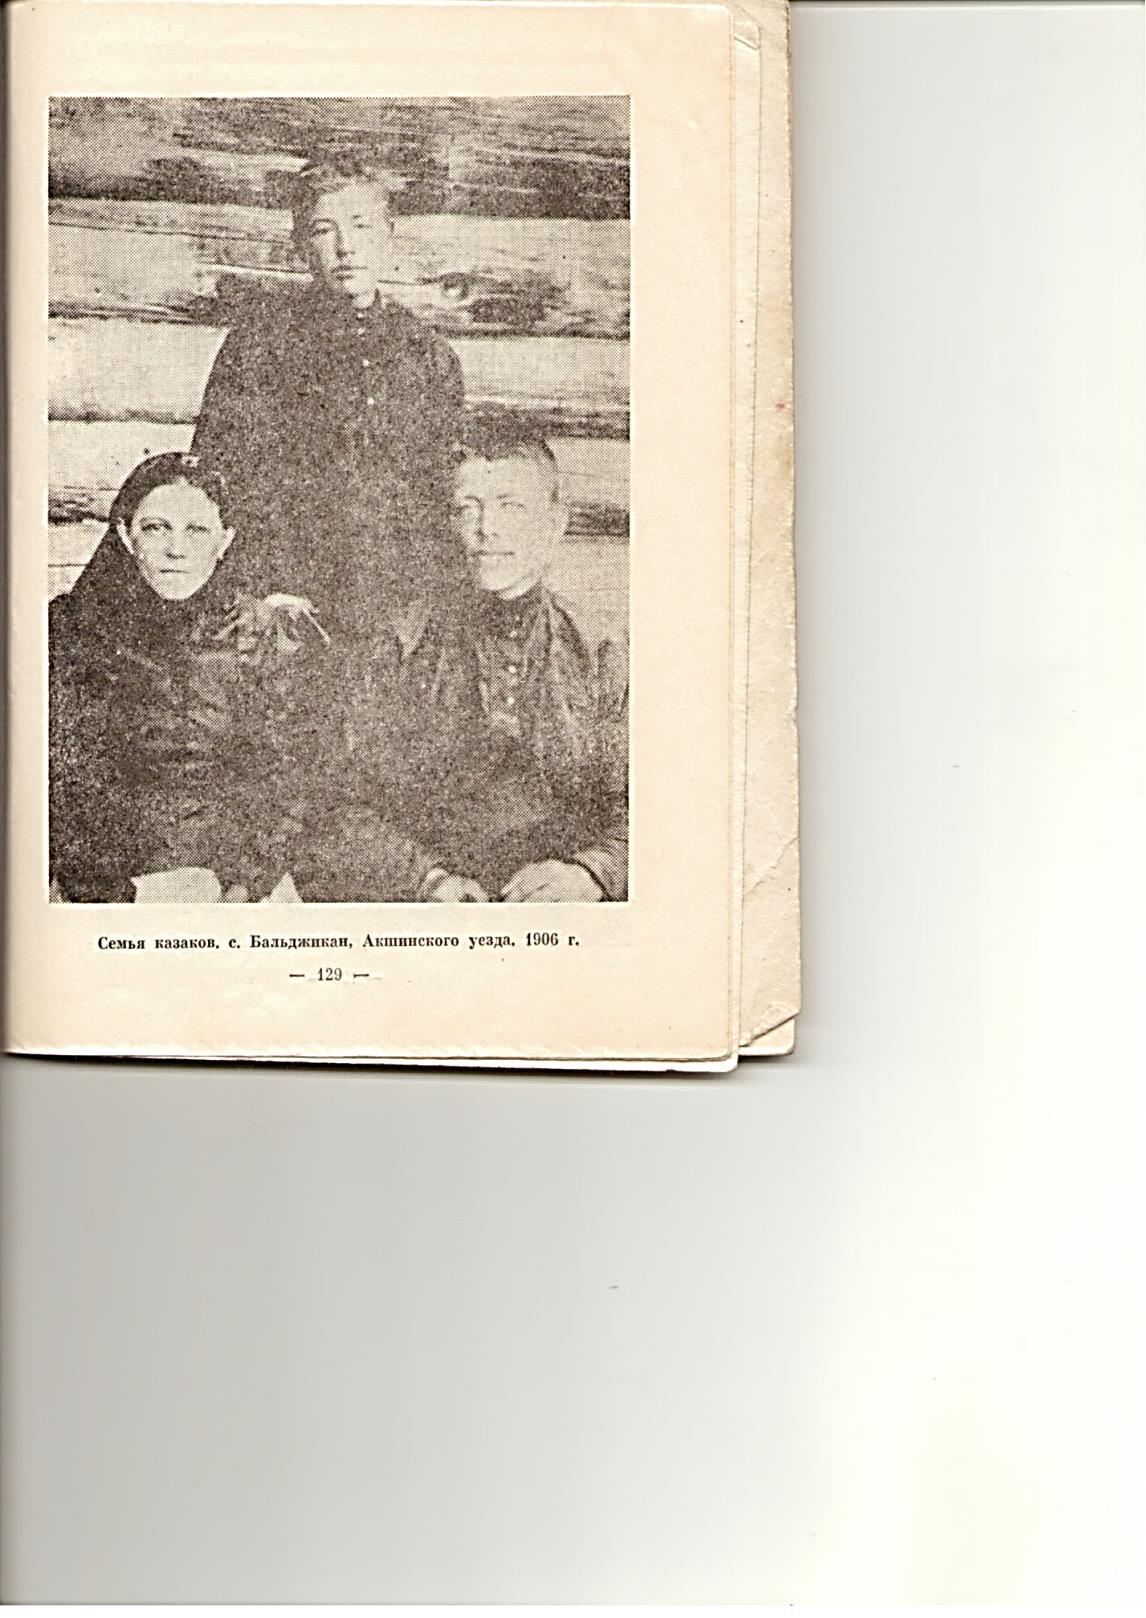 Семья казаков. с. Бальджикан, Акшинского уезда. 1906 г.
— 129 —